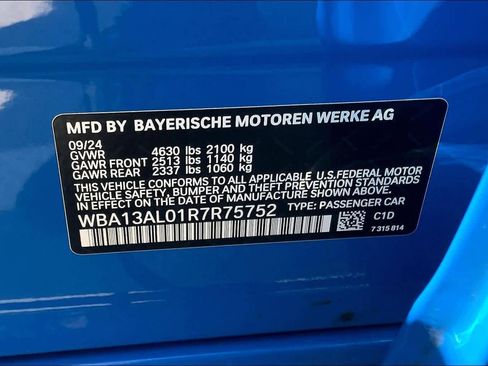 MFD BY BAYERISCHE MOTOREN WERKE AG
09/24
GVWR 4630 lbs 2100 kg
GAWR FRONT 2513 lbs 1140 kg
GAWR REAR 2337 lbs 1060 kg
THIS VEHICLE CONFORMS TO ALL APPLICABLE U.S. FEDERAL MOTOR
VEHICLE SAFETY, BUMPER, AND THEFT PREVENTION STANDARDS
IN EFFECT ON THE DATE OF MANUFACTURE SHOWN ABOVE.
WBA13AL01R7R75752 TYPE: PASSENGER CAR
C1D
7 315 814